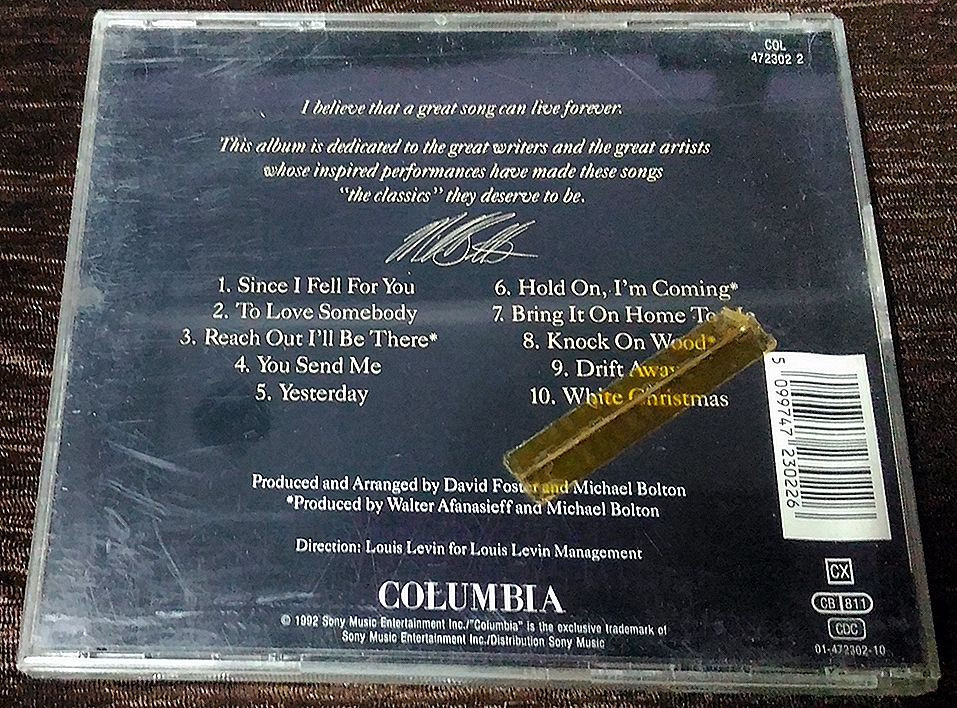 COL
472302 2
I believe that a great song can live forever.
This album is dedicated to the great writers and the great artists
whose inspired performances have made these songs
"the classics" they deserve to be.
1. Since I Fell For You
2. To Love Somebody
3. Reach Out I'll Be There*
4. You Send Me
5. Yesterday
6. Hold On, I'm Coming*
7. Bring It On Home To
8. Knock On Wood*
9. Drift Away
10. White Christmas
Produced and Arranged by David Foster and Michael Bolton
*Produced by Walter Afanasieff and Michael Bolton
Direction: Louis Levin for Louis Levin Management
COLUMBIA
© 1992 Sony Music Entertainment Inc./"Columbia" is the exclusive trademark of
Sony Music Entertainment Inc./Distribution Sony Music
5 099747 230226
CX
CB 811
CDC
01-472302-10